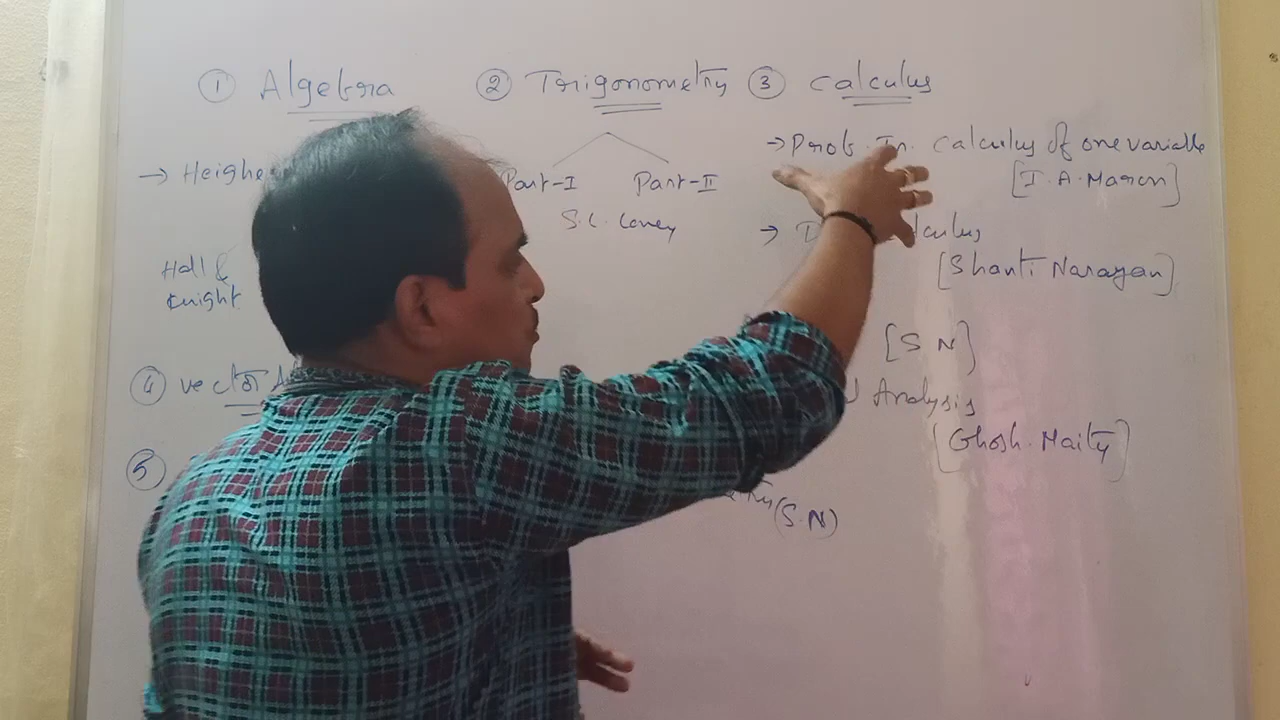 ① Algebra ② Trigonometry ③ Calculus
→ Heighe
Part-I Part-II
S.L. Loney
→ Prob. In. calculus of one variable
[I. A. Maron]
→ D lculus
[Shanti Narayan]
Hall &
Knight
[S N]
④ vector A
Analysis
[Ghosh. Maity]
⑤
(S.N)